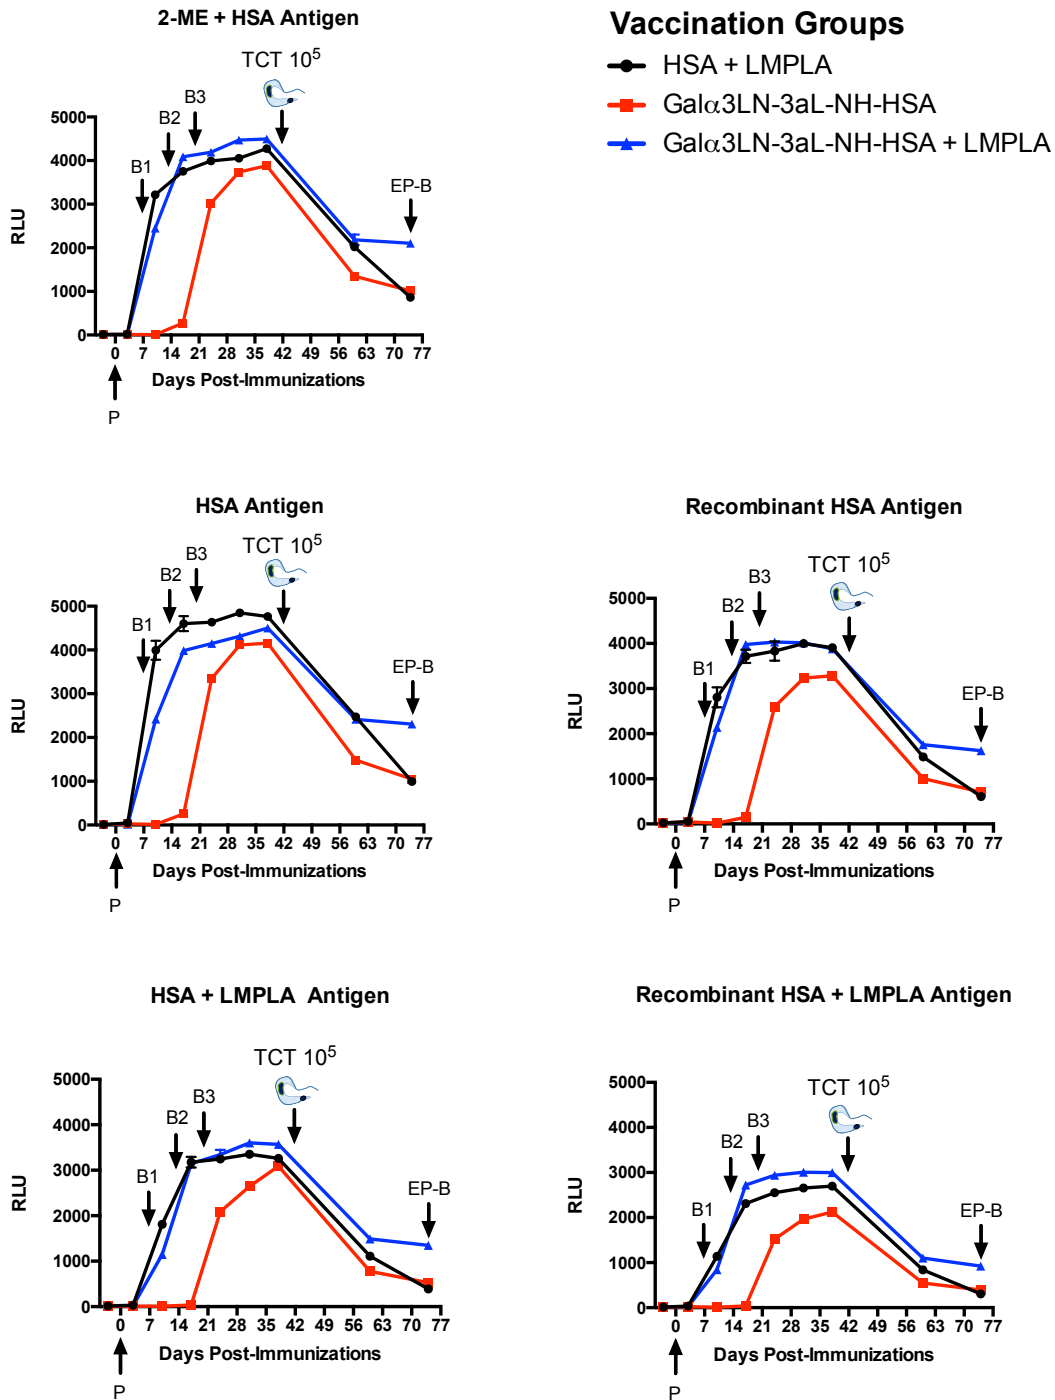 2-ME + HSA Antigen
TCT 10⁵
B3
B2
B1
EP-B
5000
4000
3000
2000
1000
0
RLU
0 7 14 21 28 35 42 49 56 63 70 77
Days Post-Immunizations
P
Vaccination Groups
HSA + LMPLA
Galα3LN-3aL-NH-HSA
Galα3LN-3aL-NH-HSA + LMPLA
HSA Antigen
TCT 10⁵
B3
B2
B1
EP-B
5000
4000
3000
2000
1000
0
RLU
0 7 14 21 28 35 42 49 56 63 70 77
Days Post-Immunizations
P
Recombinant HSA Antigen
TCT 10⁵
B3
B2
B1
EP-B
5000
4000
3000
2000
1000
0
RLU
0 7 14 21 28 35 42 49 56 63 70 77
Days Post-Immunizations
P
HSA + LMPLA Antigen
TCT 10⁵
B3
B2
B1
EP-B
5000
4000
3000
2000
1000
0
RLU
0 7 14 21 28 35 42 49 56 63 70 77
Days Post-Immunizations
P
Recombinant HSA + LMPLA Antigen
TCT 10⁵
B3
B2
B1
EP-B
5000
4000
3000
2000
1000
0
RLU
0 7 14 21 28 35 42 49 56 63 70 77
Days Post-Immunizations
P